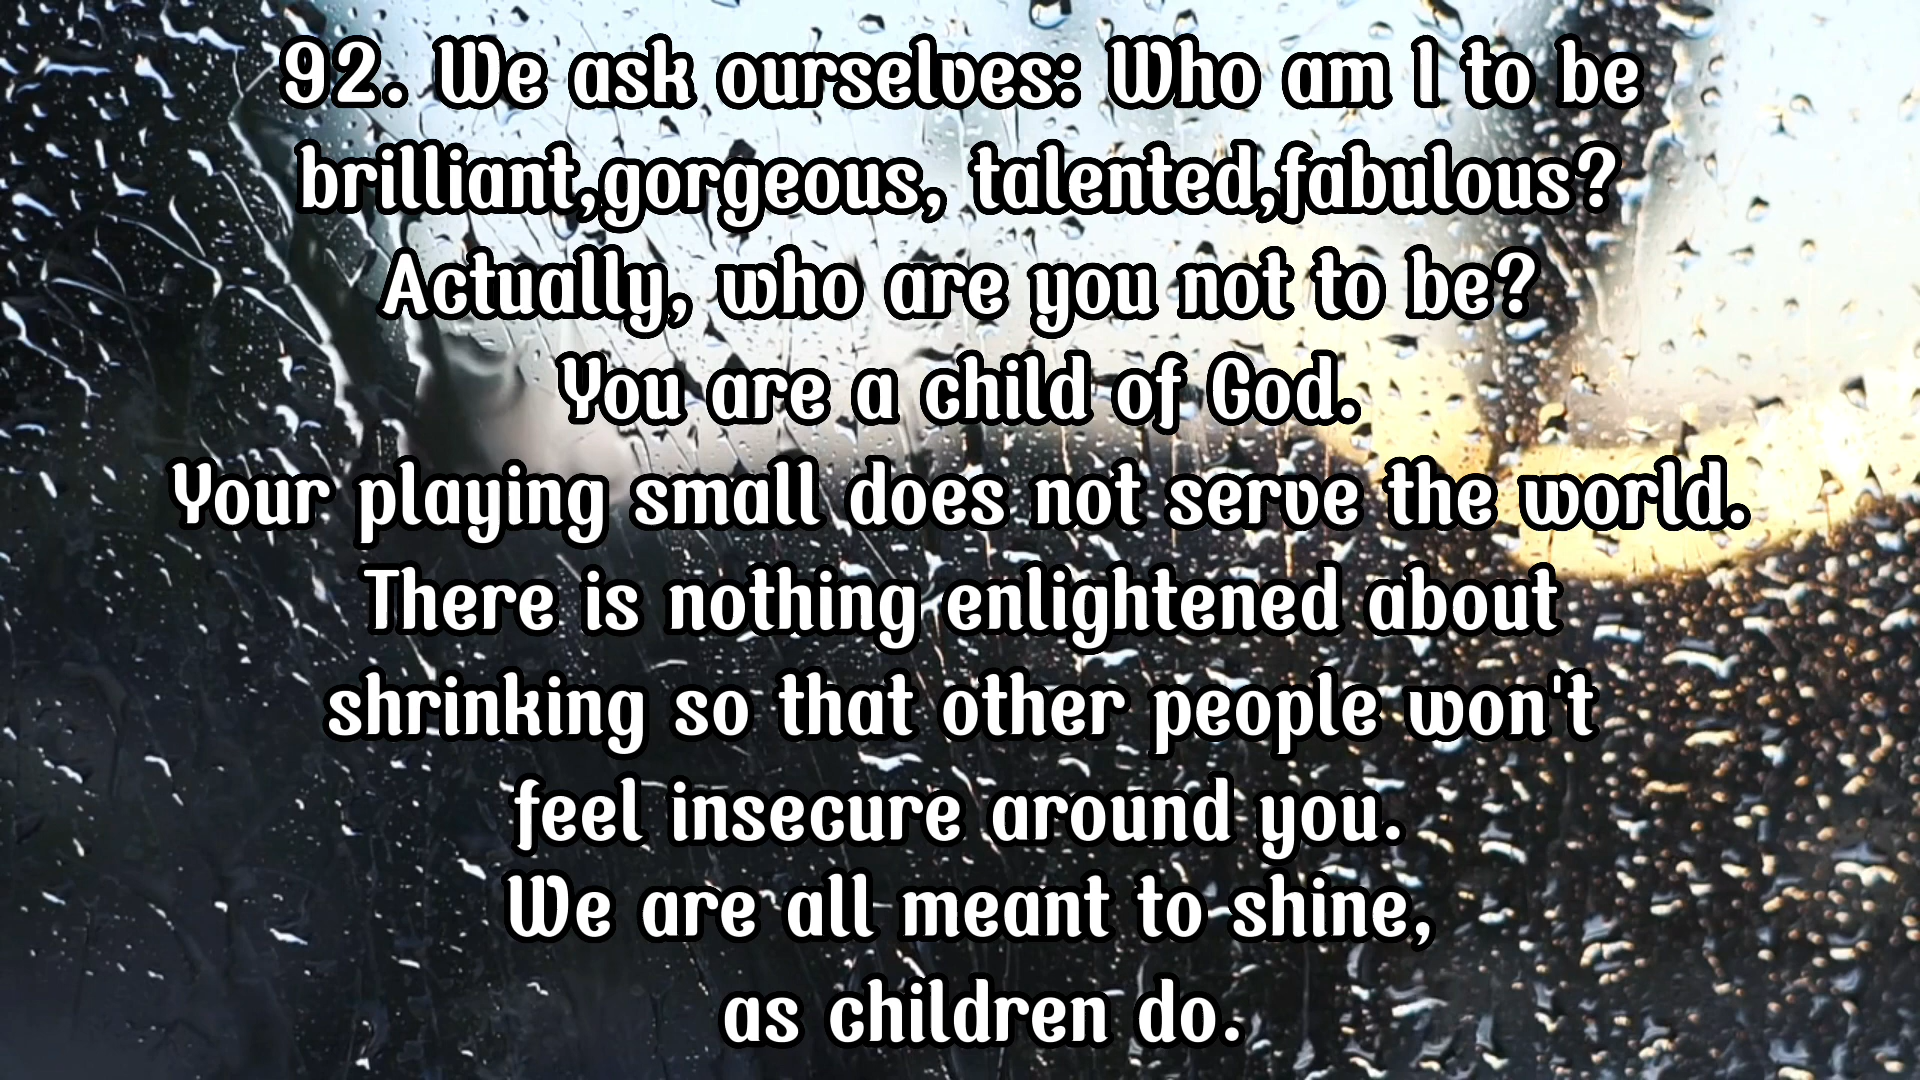 92. We ask ourselves: Who am I to be
brilliant,gorgeous, talented,fabulous?
Actually, who are you not to be?
You are a child of God.
Your playing small does not serve the world.
There is nothing enlightened about
shrinking so that other people won't
feel insecure around you.
We are all meant to shine,
as children do.